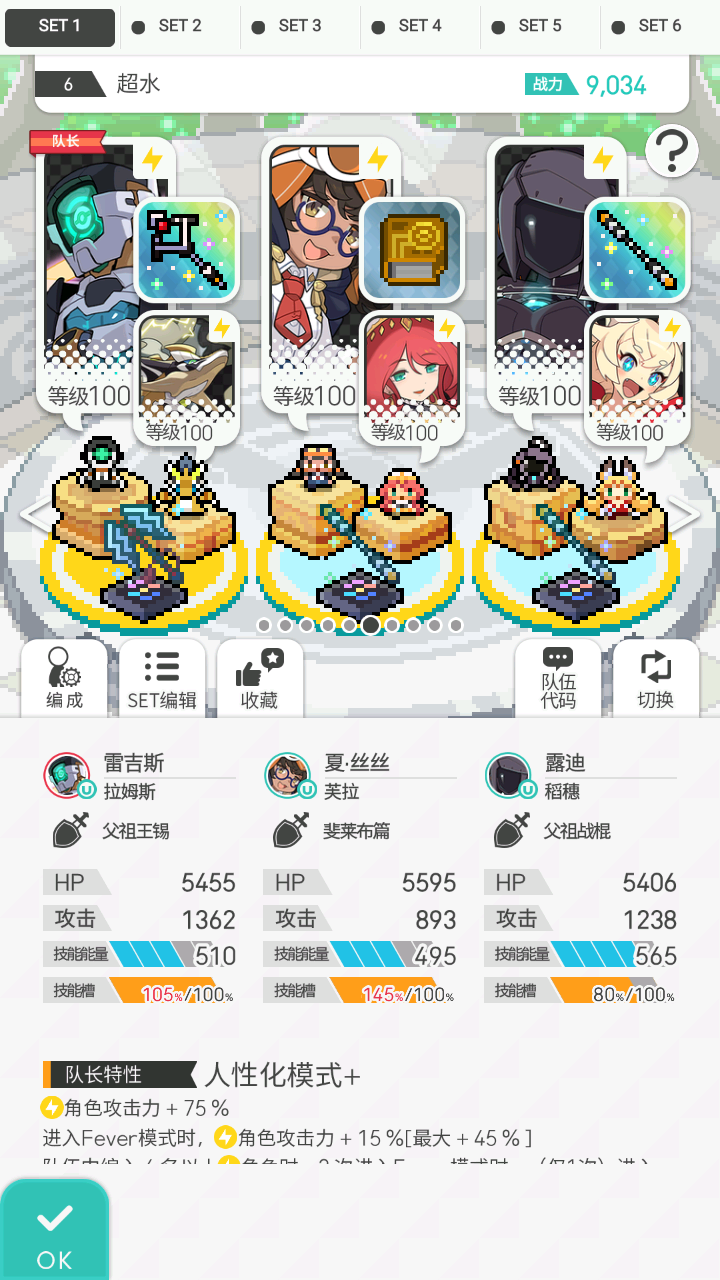 SET 1 SET 2 SET 3 SET 4 SET 5 SET 6
6 超水 战力 9,034
队长
等级100 等级100 等级100
等级100 等级100 等级100
编成 SET编辑 收藏 队伍代码 切换
雷吉斯 夏·丝丝 露迪
拉姆斯 芙拉 稻穗
父祖王锡 斐莱布篇 父祖战棍
HP 5455 HP 5595 HP 5406
攻击 1362 攻击 893 攻击 1238
技能能量 510 技能能量 495 技能能量 565
技能槽 105%/100% 技能槽 145%/100% 技能槽 80%/100%
队长特性 人性化模式+
角色攻击力+75%
进入Fever模式时，角色攻击力+15%[最大+45%]
OK